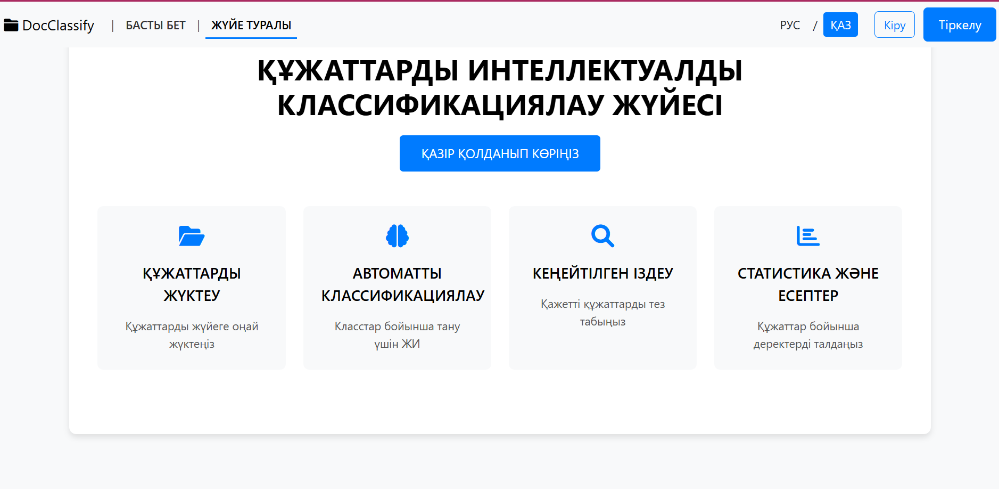 DocClassify | БАСТЫ БЕТ | ЖҮЙЕ ТУРАЛЫ РУС / ҚАЗ Кіру Тіркелу
ҚҰЖАТТАРДЫ ИНТЕЛЛЕКТУАЛДЫ
КЛАССИФИКАЦИЯЛАУ ЖҮЙЕСІ
ҚАЗІР ҚОЛДАНЫП КӨРІҢІЗ
ҚҰЖАТТАРДЫ
ЖҮКТЕУ
Құжаттарды жүйеге оңай
жүктеңіз
АВТОМАТТЫ
КЛАССИФИКАЦИЯЛАУ
Класстар бойынша тану
үшін ЖИ
КЕҢЕЙТІЛГЕН ІЗДЕУ
Қажетті құжаттарды тез
табыңыз
СТАТИСТИКА ЖӘНЕ
ЕСЕПТЕР
Құжаттар бойынша
деректерді талдаңыз